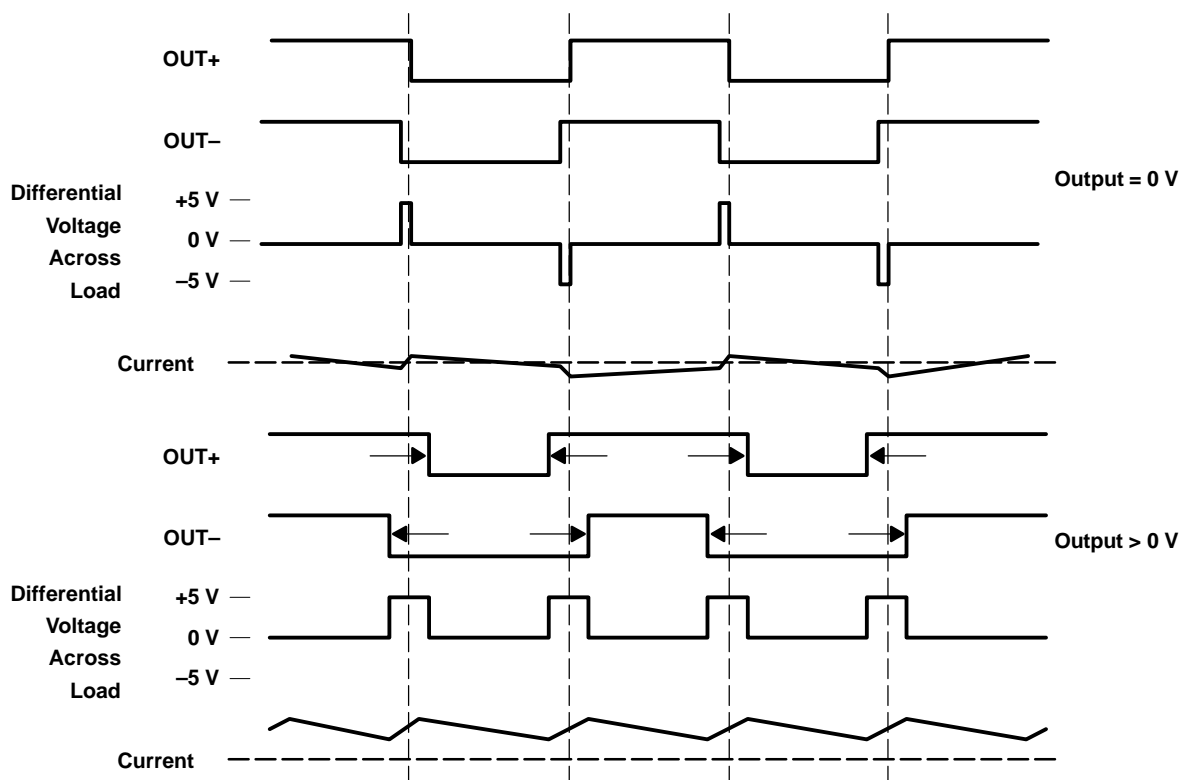 OUT+
OUT–
Output = 0 V
Differential
Voltage
Across
Load
+5 V
0 V
–5 V
Current
OUT+
OUT–
Output > 0 V
Differential
Voltage
Across
Load
+5 V
0 V
–5 V
Current